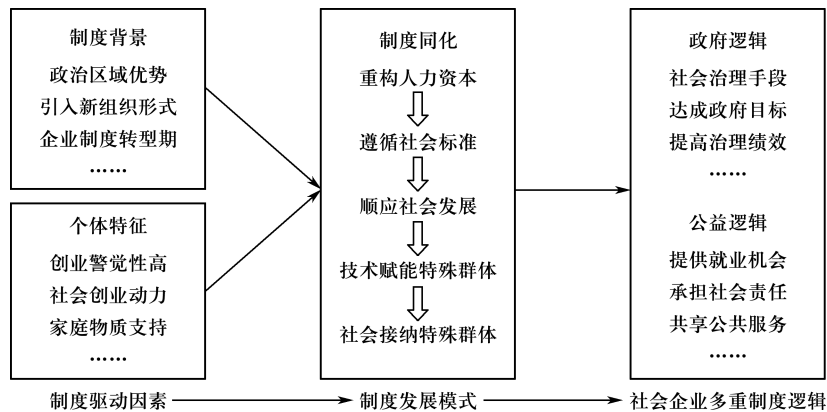 制度背景
政治区域优势
引入新组织形式
企业制度转型期
……
个体特征
创业警觉性高
社会创业动力
家庭物质支持
……
制度驱动因素
制度同化
重构人力资本
遵循社会标准
顺应社会发展
技术赋能特殊群体
社会接纳特殊群体
制度发展模式
政府逻辑
社会治理手段
达成政府目标
提高治理绩效
……
公益逻辑
提供就业机会
承担社会责任
共享公共服务
……
社会企业多重制度逻辑